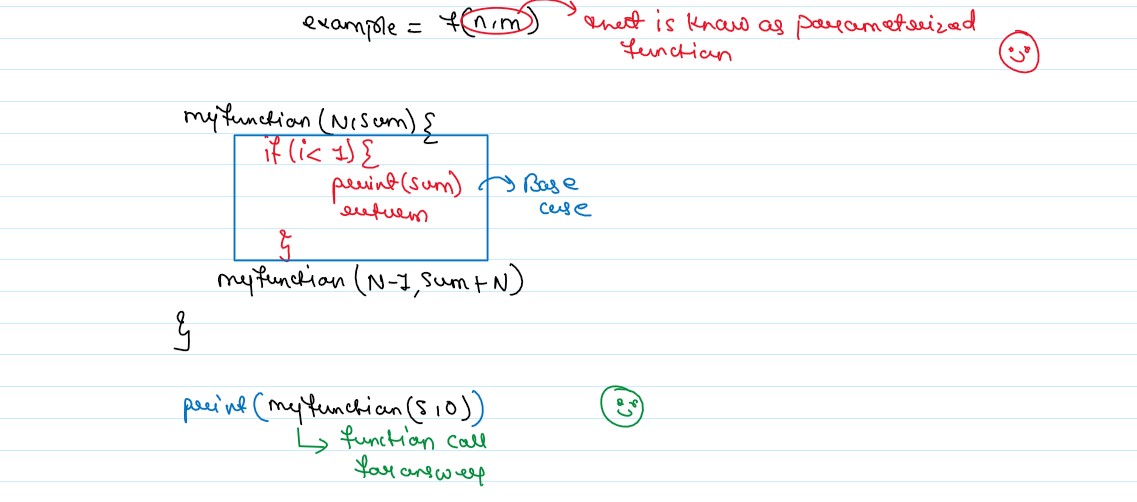 example = f(n,m) → that is know as parameterized
function
myfunction (N,Sum) {
if (i< 1) {
print(sum) → Base
return case
}
myfunction (N-1, Sum + N)
}
print(myfunction(5,0))
↳ function call
for answer